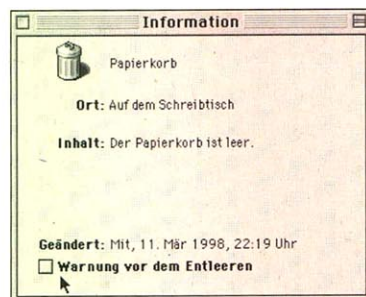 Information
Papierkorb
Ort: Auf dem Schreibtisch
Inhalt: Der Papierkorb ist leer.
Geändert: Mit, 11. Mär 1998, 22:19 Uhr
Warnung vor dem Entleeren